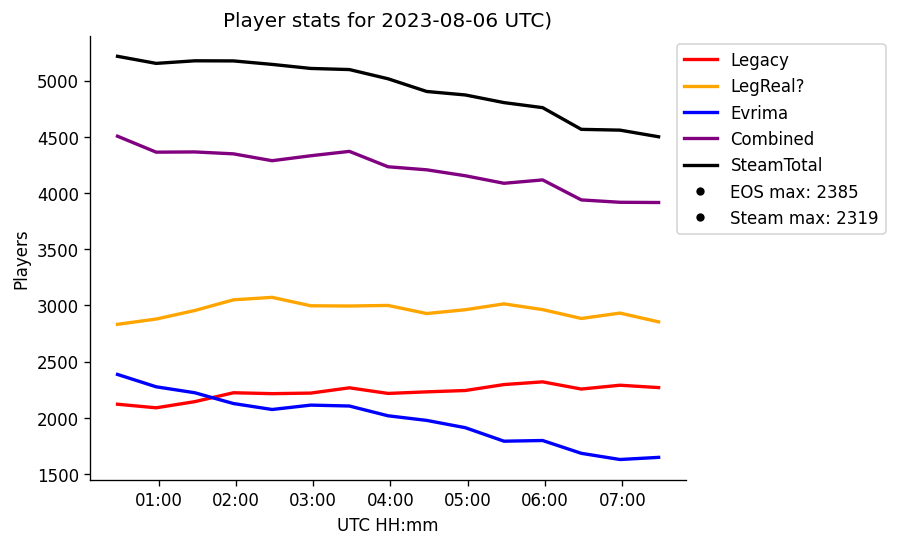 Player stats for 2023-08-06 UTC)
Legacy
LegReal?
Evrima
Combined
SteamTotal
EOS max: 2385
Steam max: 2319
Players
5000
4500
4000
3500
3000
2500
2000
1500
01:00 02:00 03:00 04:00 05:00 06:00 07:00
UTC HH:mm